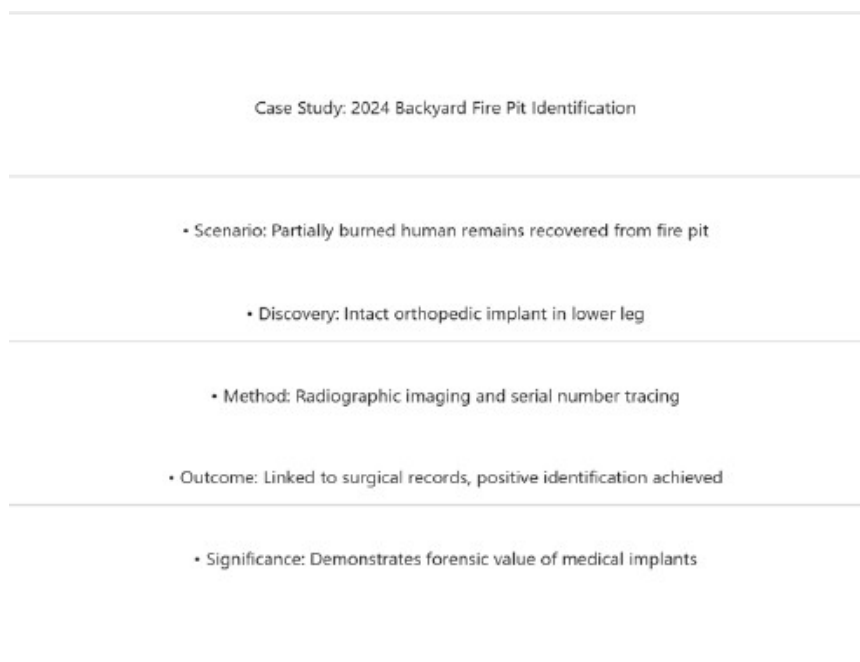 Case Study: 2024 Backyard Fire Pit Identification
• Scenario: Partially burned human remains recovered from fire pit
• Discovery: Intact orthopedic implant in lower leg
• Method: Radiographic imaging and serial number tracing
• Outcome: Linked to surgical records, positive identification achieved
• Significance: Demonstrates forensic value of medical implants